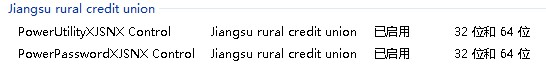 Jiangsu rural credit union
PowerUtilityXJSNX Control Jiangsu rural credit union 已启用 32 位和 64 位
PowerPasswordXJSNX Control Jiangsu rural credit union 已启用 32 位和 64 位